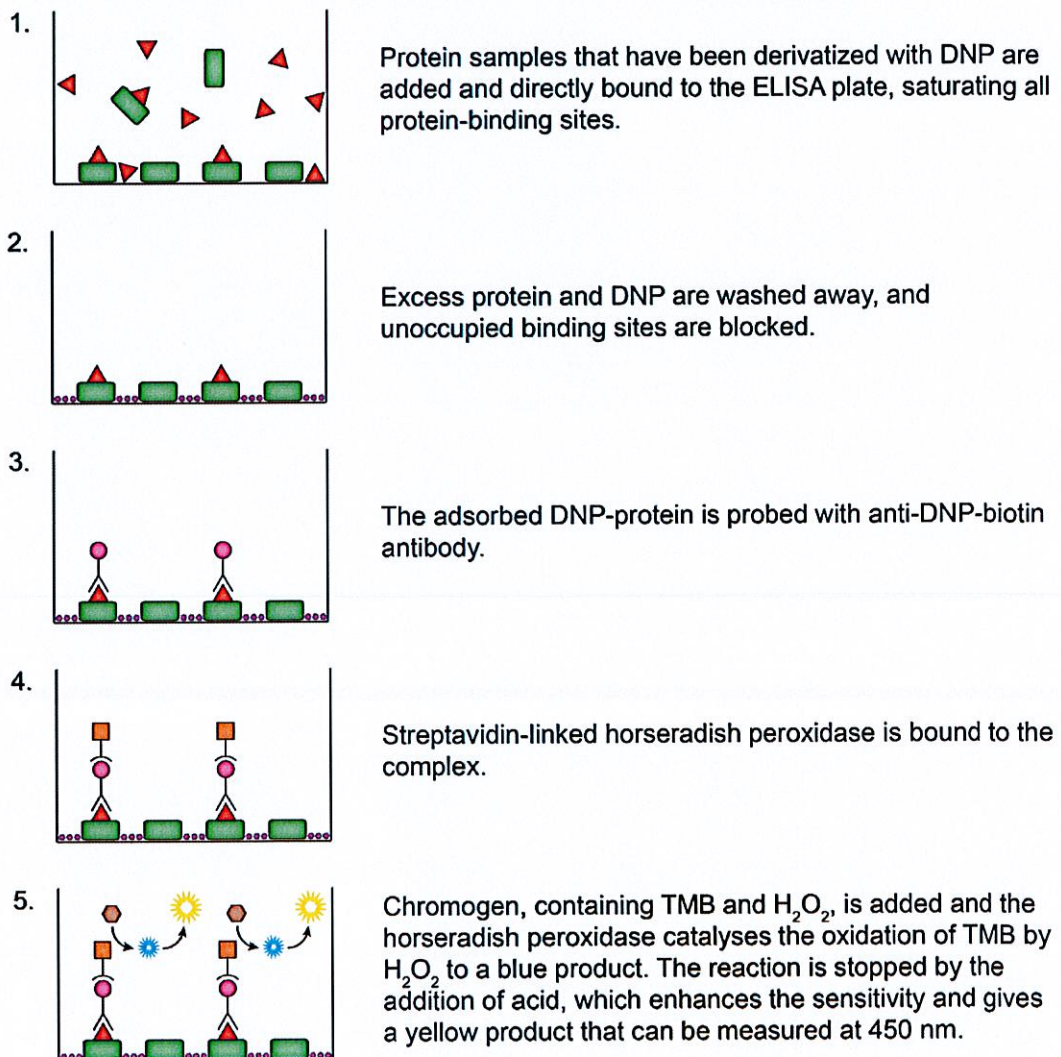 1.
Protein samples that have been derivatized with DNP are
added and directly bound to the ELISA plate, saturating all
protein-binding sites.
2.
Excess protein and DNP are washed away, and
unoccupied binding sites are blocked.
3.
The adsorbed DNP-protein is probed with anti-DNP-biotin
antibody.
4.
Streptavidin-linked horseradish peroxidase is bound to the
complex.
5.
Chromogen, containing TMB and H₂O₂, is added and the
horseradish peroxidase catalyses the oxidation of TMB by
H₂O₂ to a blue product. The reaction is stopped by the
addition of acid, which enhances the sensitivity and gives
a yellow product that can be measured at 450 nm.